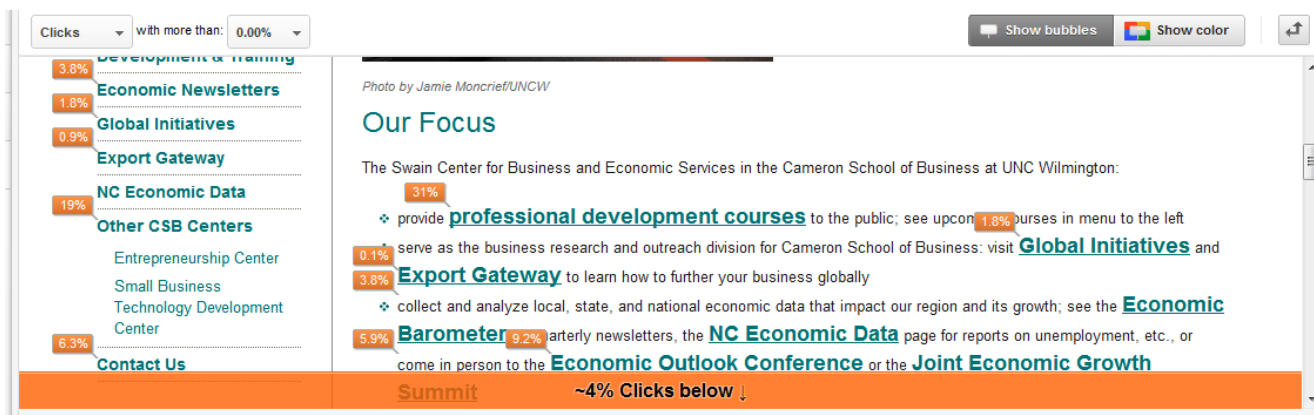 Clicks with more than: 0.00% Show bubbles Show color
Development & Training
3.8%
Economic Newsletters
1.8%
Global Initiatives
0.9%
Export Gateway
NC Economic Data
19%
Other CSB Centers
Entrepreneurship Center
Small Business
Technology Development
Center
6.3%
Contact Us
Photo by Jamie Moncrief/UNCW
Our Focus
The Swain Center for Business and Economic Services in the Cameron School of Business at UNC Wilmington:
31%
provide professional development courses to the public; see upcom 1.8% ourses in menu to the left
serve as the business research and outreach division for Cameron School of Business: visit Global Initiatives and
0.1%
Export Gateway to learn how to further your business globally
3.8%
collect and analyze local, state, and national economic data that impact our region and its growth; see the Economic
Barometer 9.2% arterly newsletters, the NC Economic Data page for reports on unemployment, etc., or
5.9%
come in person to the Economic Outlook Conference or the Joint Economic Growth
Summit
~4% Clicks below ↓